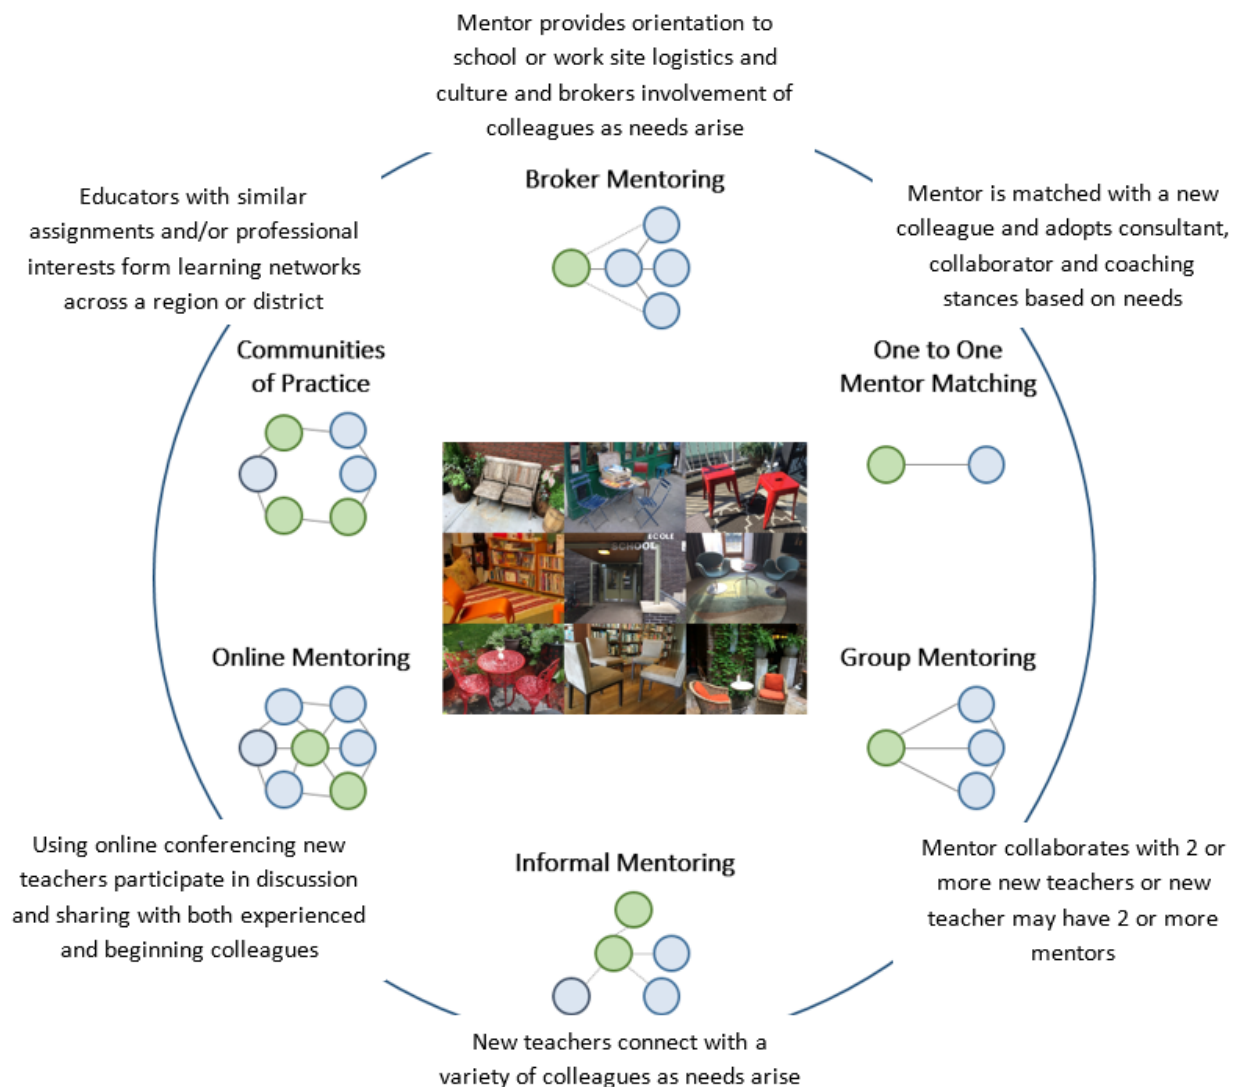 Mentor provides orientation to
school or work site logistics and
culture and brokers involvement of
colleagues as needs arise
Broker Mentoring
Educators with similar
assignments and/or professional
interests form learning networks
across a region or district
Communities
of Practice
Mentor is matched with a new
colleague and adopts consultant,
collaborator and coaching
stances based on needs
One to One
Mentor Matching
ECOLE
SCHOOL
Online Mentoring
Using online conferencing new
teachers participate in discussion
and sharing with both experienced
and beginning colleagues
Group Mentoring
Mentor collaborates with 2 or
more new teachers or new
teacher may have 2 or more
mentors
Informal Mentoring
New teachers connect with a
variety of colleagues as needs arise